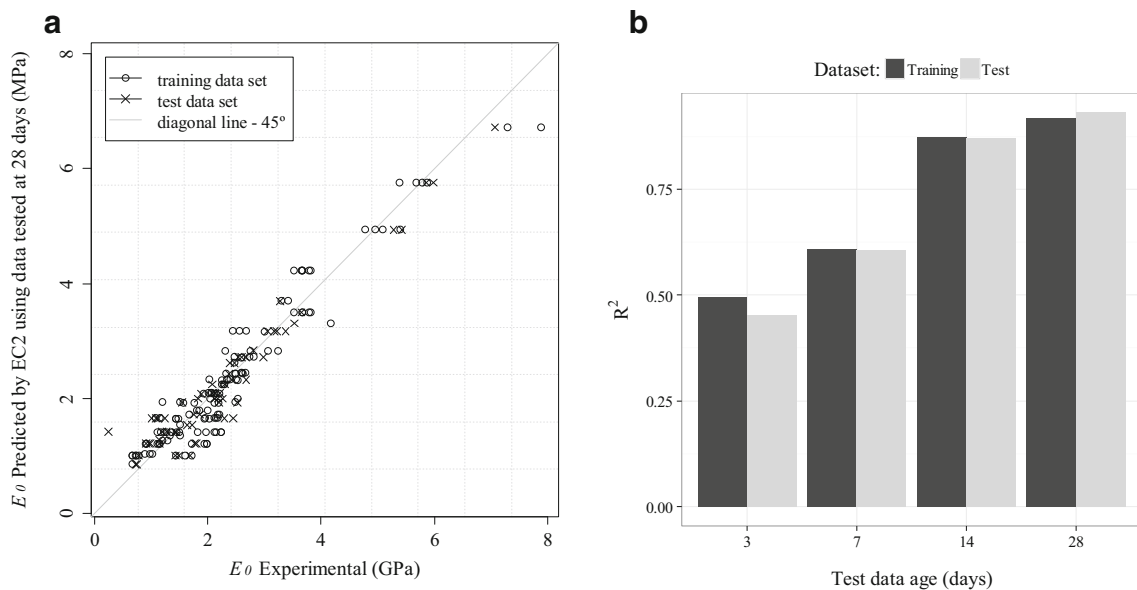 a
E0 Predicted by EC2 using data tested at 28 days (MPa)
8
6
4
2
0
training data set
test data set
diagonal line - 45º
0 2 4 6 8
E0 Experimental (GPa)
b
Dataset: Training Test
R²
0.75
0.50
0.25
0.00
3 7 14 28
Test data age (days)